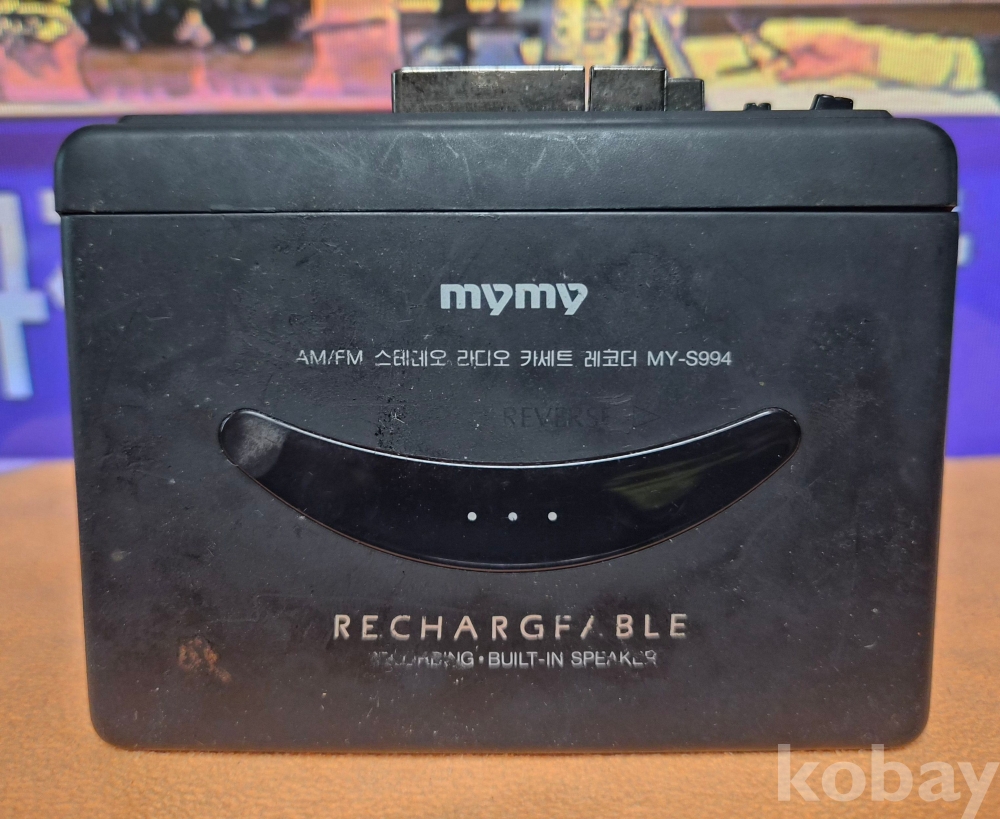 mymy
AM/FM 스테레오 라디오 카세트 레코더 MY-S994
REVERSE
RECHARGEABLE
RECORDING • BUILT-IN SPEAKER
kobay